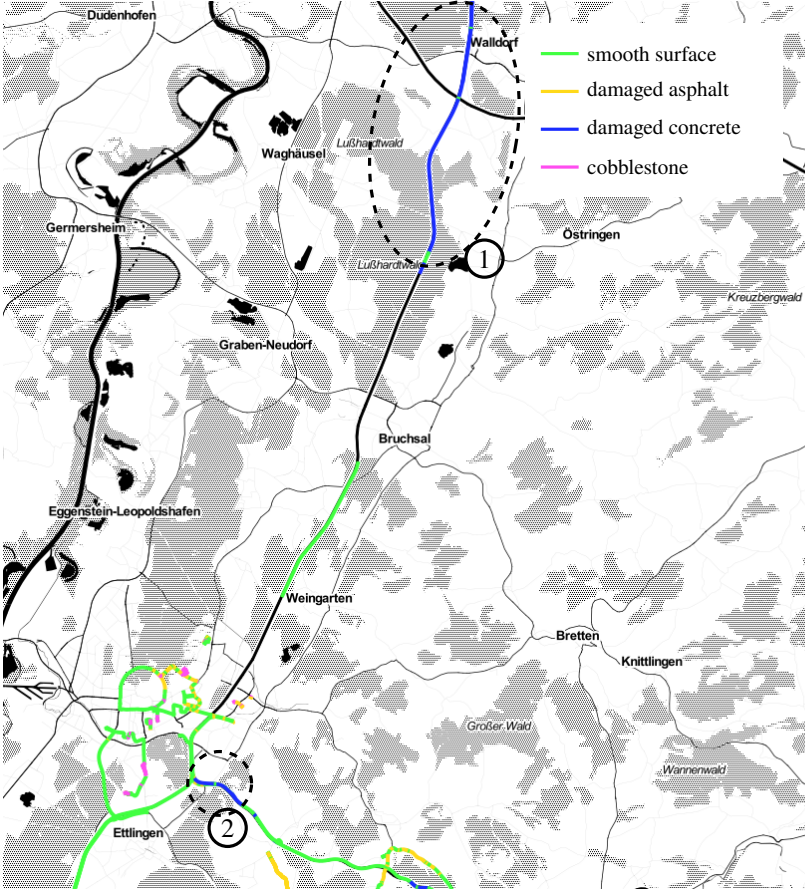 Dudenhofen
Walldorf
smooth surface
damaged asphalt
damaged concrete
cobblestone
Lußhardtwald
Waghäusel
Germersheim
Östringen
1
Lußhardtwald
Kreuzbergwald
Graben-Neudorf
Bruchsal
Eggenstein-Leopoldshafen
Weingarten
Bretten
Knittlingen
Großer Wald
Wannenwald
2
Ettlingen